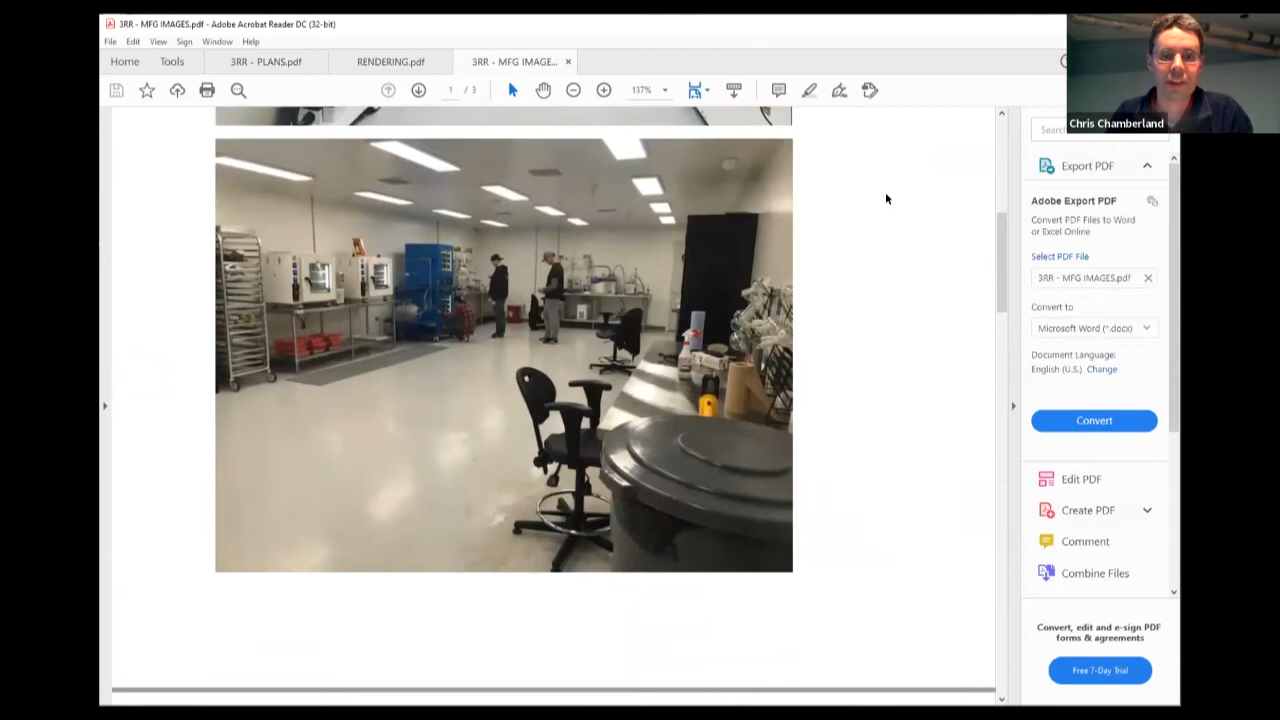 3RR - MFG IMAGES.pdf - Adobe Acrobat Reader DC (32-bit)
File Edit View Sign Window Help
Home Tools 3RR - PLANS.pdf RENDERING.pdf 3RR - MFG IMAGE... ×
1 / 3 137%
Chris Chamberland
Export PDF
Adobe Export PDF
Convert PDF Files to Word
or Excel Online
Select PDF File
3RR - MFG IMAGES.pdf
Convert to
Microsoft Word (*.docx)
Document Language:
English (U.S.) Change
Convert
Edit PDF
Create PDF
Comment
Combine Files
Convert, edit and e-sign PDF
forms & agreements
Free 7-Day Trial